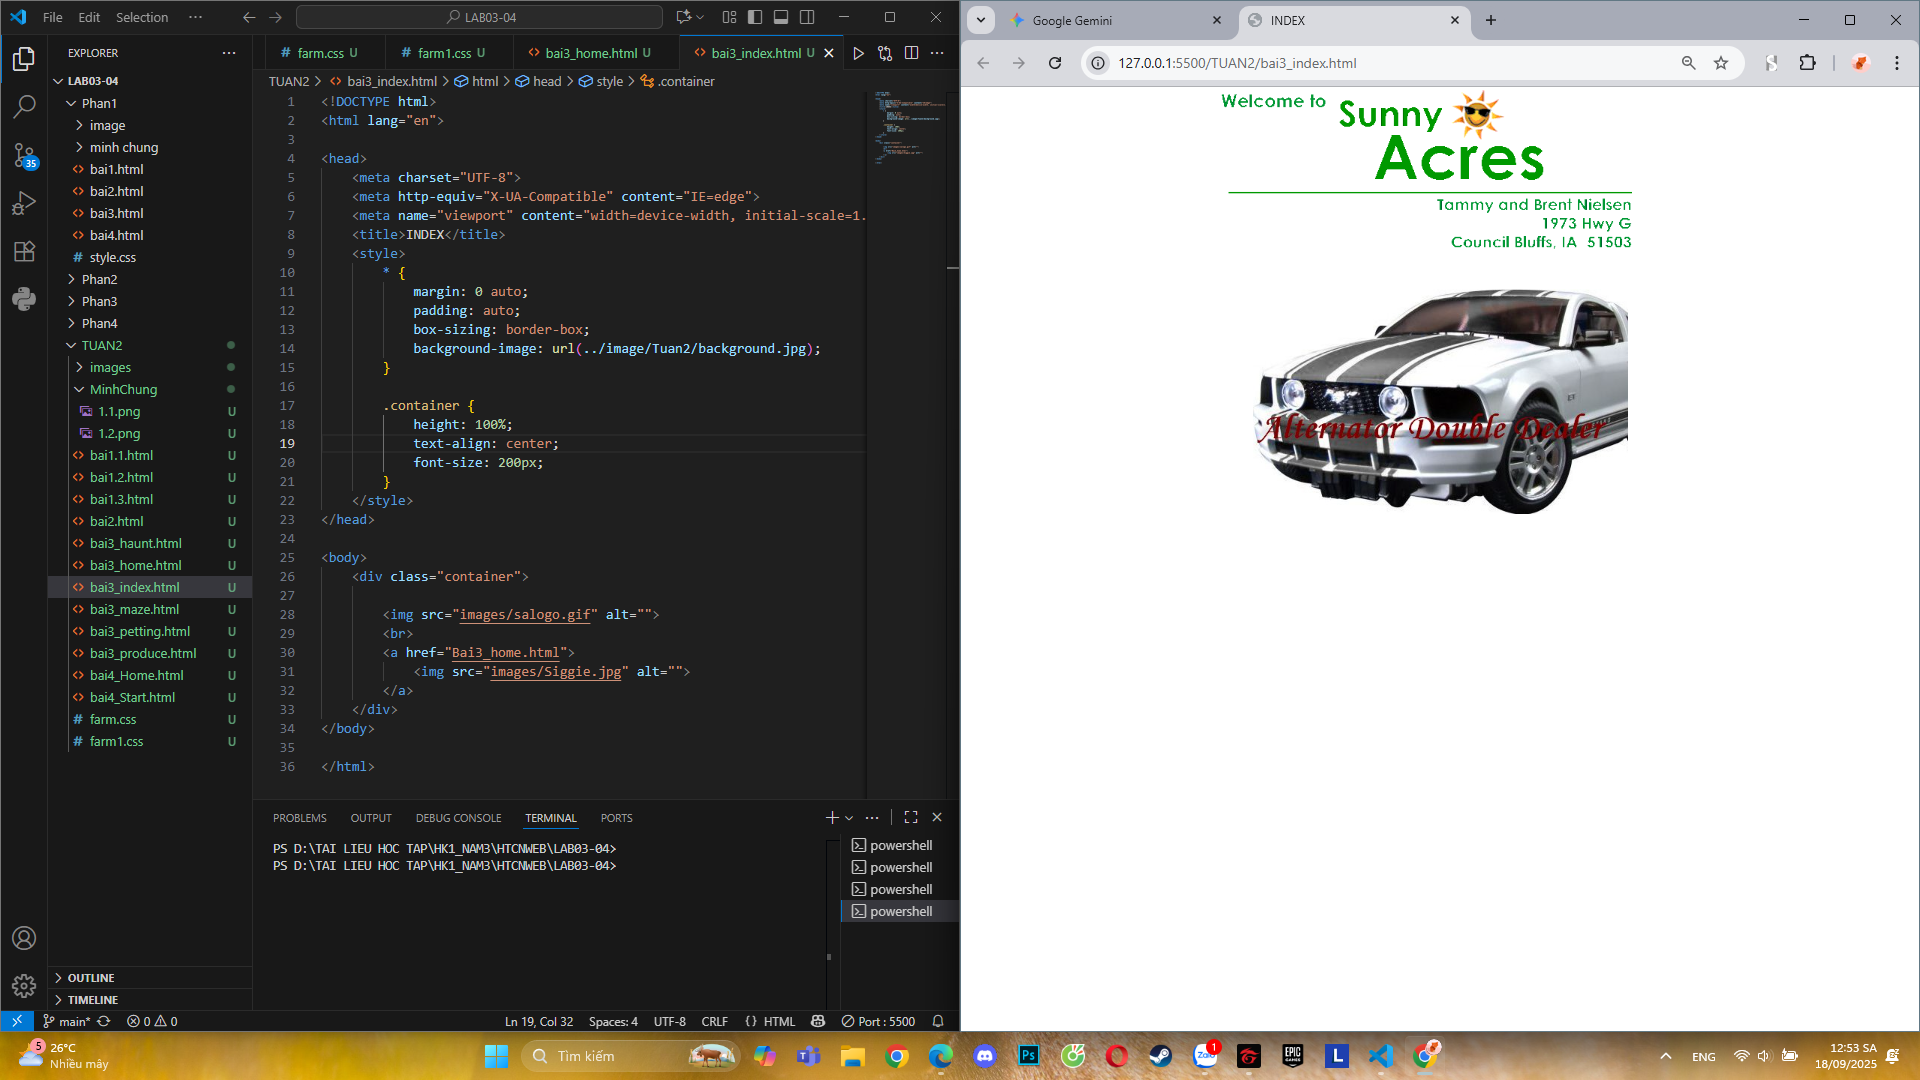 File Edit Selection ···
LAB03-04
EXPLORER ···
LAB03-04
Phan1
image
minh chung
bai1.html
bai2.html
bai3.html
bai4.html
# style.css
Phan2
Phan3
Phan4
TUAN2
images
MinhChung
1.1.png U
1.2.png U
bai1.1.html U
bai1.2.html U
bai1.3.html U
bai2.html U
bai3_haunt.html U
bai3_home.html U
bai3_index.html U
bai3_maze.html U
bai3_petting.html U
bai3_produce.html U
bai4_Home.html U
bai4_Start.html U
# farm.css U
# farm1.css U
OUTLINE
TIMELINE
35
# farm.css U
# farm1.css U
<> bai3_home.html U
<> bai3_index.html U
TUAN2 > <> bai3_index.html > html > head > style > .container
1 <!DOCTYPE html>
2 <html lang="en">
3
4 <head>
5 <meta charset="UTF-8">
6 <meta http-equiv="X-UA-Compatible" content="IE=edge">
7 <meta name="viewport" content="width=device-width, initial-scale=1.
8 <title>INDEX</title>
9 <style>
10 * {
11 margin: 0 auto;
12 padding: auto;
13 box-sizing: border-box;
14 background-image: url(../image/Tuan2/background.jpg);
15 }
16
17 .container {
18 height: 100%;
19 text-align: center;
20 font-size: 200px;
21 }
22 </style>
23 </head>
24
25 <body>
26 <div class="container">
27
28 <img src="images/salogo.gif" alt="">
29 <br>
30 <a href="Bai3_home.html">
31 <img src="images/Siggie.jpg" alt="">
32 </a>
33 </div>
34 </body>
35
36 </html>
PROBLEMS OUTPUT DEBUG CONSOLE TERMINAL PORTS
PS D:\TAI LIEU HOC TAP\HK1_NAM3\HTCNWEB\LAB03-04>
PS D:\TAI LIEU HOC TAP\HK1_NAM3\HTCNWEB\LAB03-04>
powershell
powershell
powershell
powershell
main* 0 0
Ln 19, Col 32 Spaces: 4 UTF-8 CRLF {} HTML Port : 5500
Google Gemini
INDEX
127.0.0.1:5500/TUAN2/bai3_index.html
Welcome to Sunny
Acres
Tammy and Brent Nielsen
1973 Hwy G
Council Bluffs, IA 51503
Alternator Double Dealer
5
26°C
Nhiều mây
Tìm kiếm
Ps
Zalo
1
EPIC GAMES
L
ENG
12:53 SA
18/09/2025